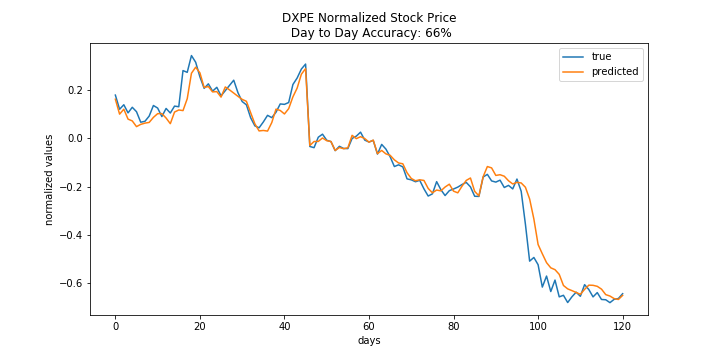 DXPE Normalized Stock Price
Day to Day Accuracy: 66%
true
predicted
normalized values
0.2
0.0
−0.2
−0.4
−0.6
0
20
40
60
80
100
120
days